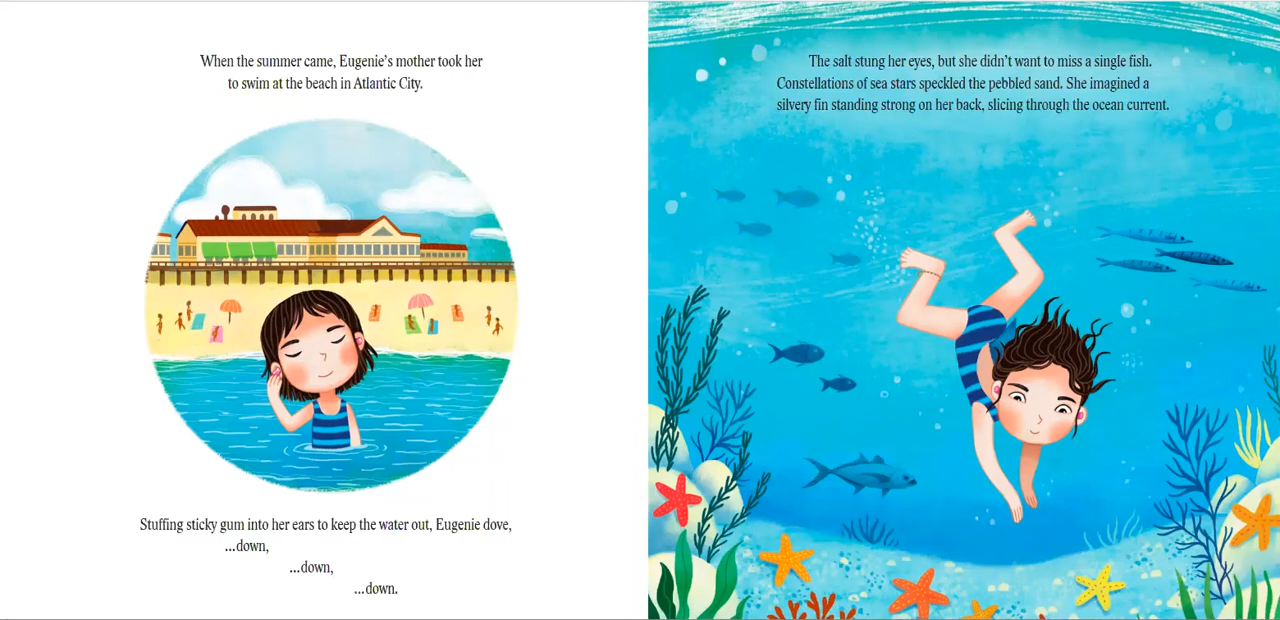 When the summer came, Eugenie’s mother took her
to swim at the beach in Atlantic City.
Stuffing sticky gum into her ears to keep the water out, Eugenie dove,
...down,
...down,
...down.
The salt stung her eyes, but she didn’t want to miss a single fish.
Constellations of sea stars speckled the pebbled sand. She imagined a
silvery fin standing strong on her back, slicing through the ocean current.